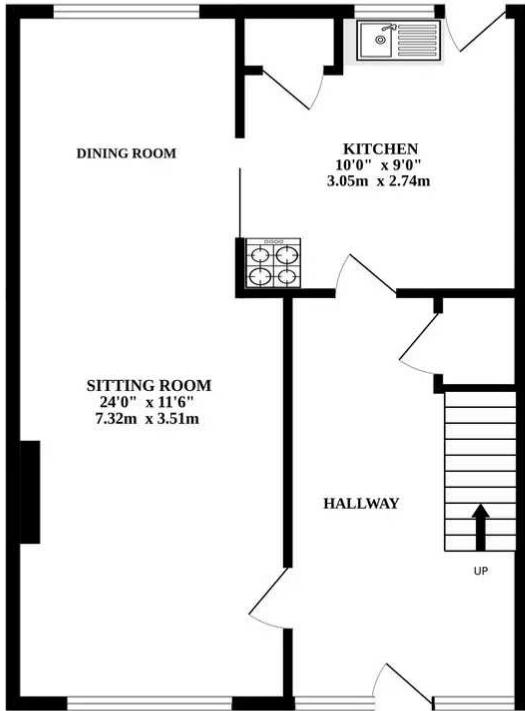 DINING ROOM
KITCHEN
10'0" x 9'0"
3.05m x 2.74m
SITTING ROOM
24'0" x 11'6"
7.32m x 3.51m
HALLWAY
UP